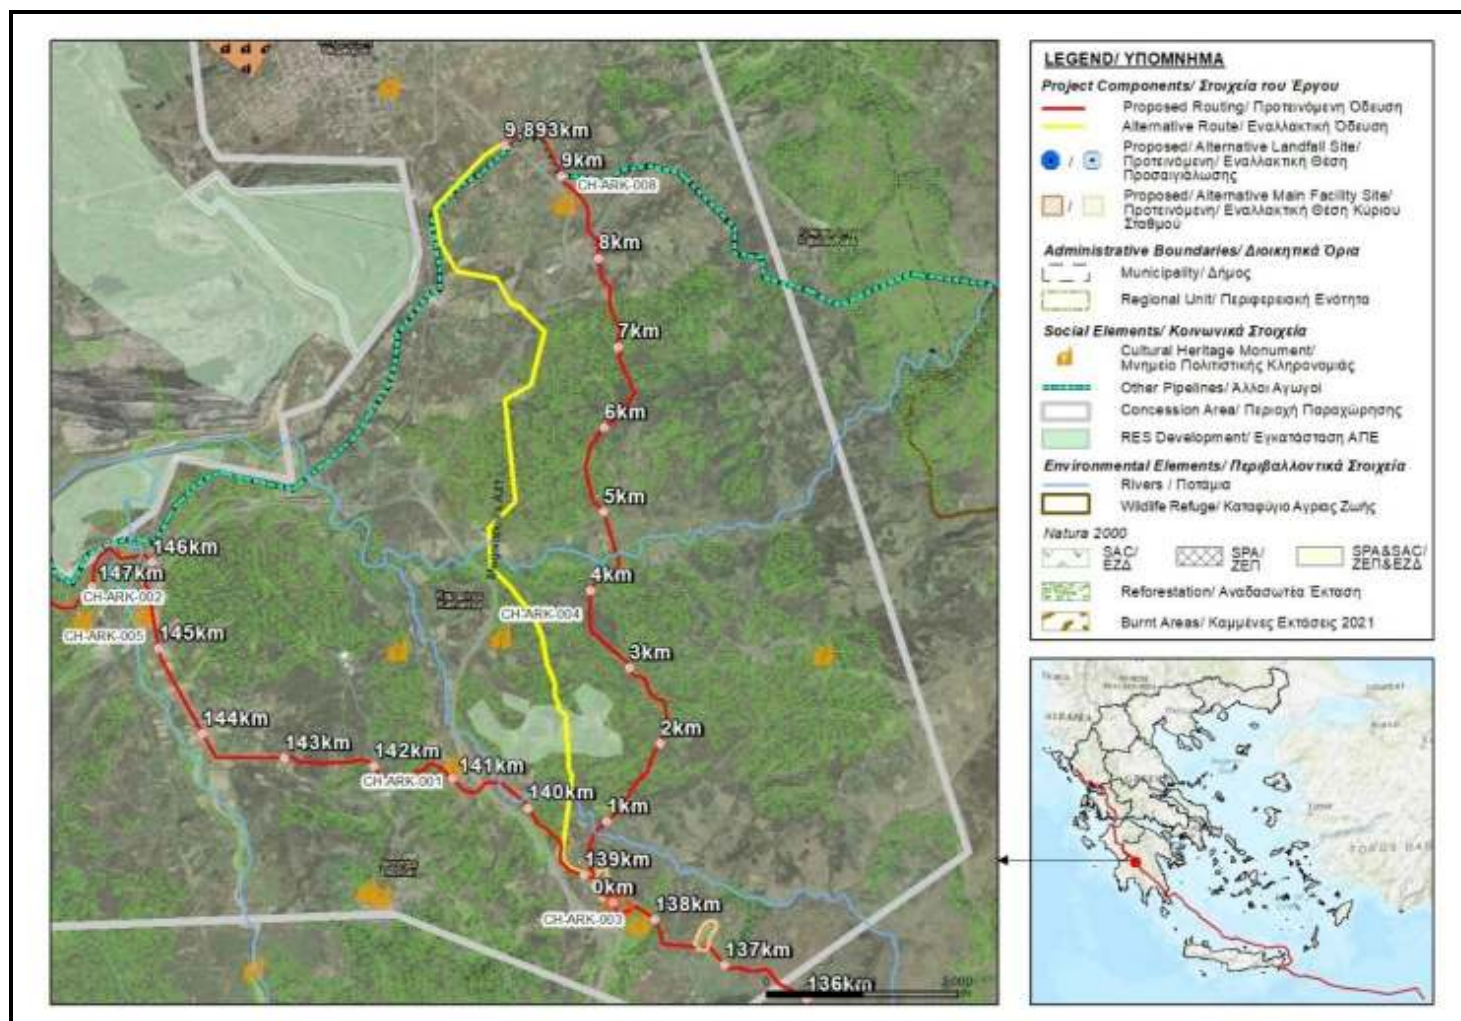 9,893km
9km
CH-ARK-008
8km
7km
6km
5km
4km
CH-ARK-004
3km
2km
1km
146km
147km
CH-ARK-002
CH-ARK-005
145km
144km
143km
142km
CH-ARK-001
141km
140km
139km
0km
CH-ARK-003
138km
137km
136km
LEGEND/ ΥΠΟΜΝΗΜΑ
Project Components/ Στοιχεία του Έργου
Proposed Routing/ Προτεινόμενη Όδευση
Alternative Route/ Εναλλακτική Όδευση
Proposed/ Alternative Landfall Site/
Προτεινόμενη/ Εναλλακτική Θέση
Προσαιγιάλωσης
Proposed/ Alternative Main Facility Site/
Προτεινόμενη/ Εναλλακτική Θέση Κύριου
Σταθμού
Administrative Boundaries/ Διοικητικά Όρια
Municipality/ Δήμος
Regional Unit/ Περιφερειακή Ενότητα
Social Elements/ Κοινωνικά Στοιχεία
Cultural Heritage Monument/
Μνημείο Πολιτιστικής Κληρονομιάς
Other Pipelines/ Άλλοι Αγωγοί
Concession Area/ Περιοχή Παραχώρησης
RES Development/ Εγκατάσταση ΑΠΕ
Environmental Elements/ Περιβαλλοντικά Στοιχεία
Rivers / Ποτάμια
Wildlife Refuge/ Καταφύγιο Αγριας Ζωής
Natura 2000
SAC/
ΕΖΔ
SPA/
ΖΕΠ
SPA&SAC/
ΖΕΠ&ΕΖΔ
Reforestation/ Αναδασωτέα Έκταση
Burnt Areas/ Καμμένες Εκτάσεις 2021